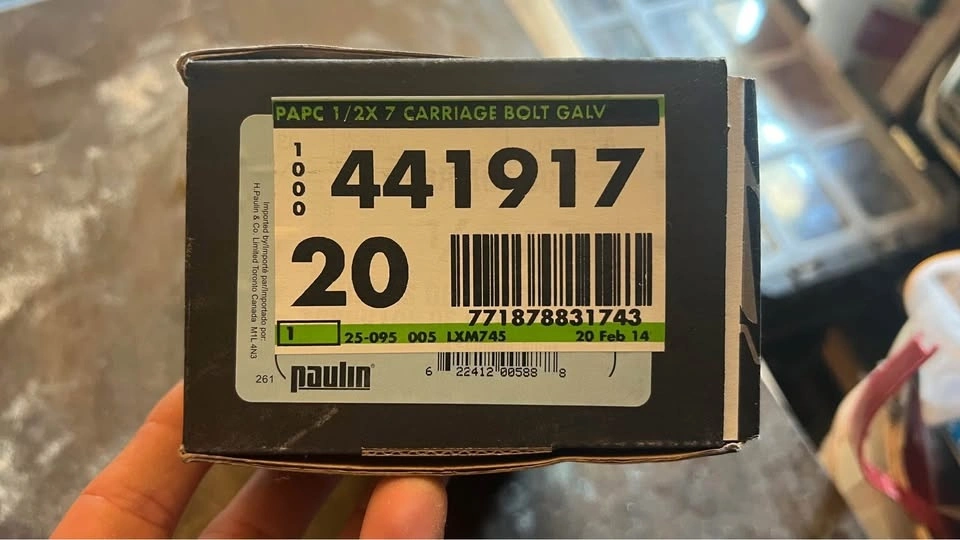 PAPC 1/2X 7 CARRIAGE BOLT GALV
1000
441917
20
771878831743
1
25-095 005 LXM745 20 Feb 14
Imported by/Importé par/Importado por:
H.Paulin & Co. Limited Toronto Canada M1L 4N3
261
paulin®
6 22412 00588 8